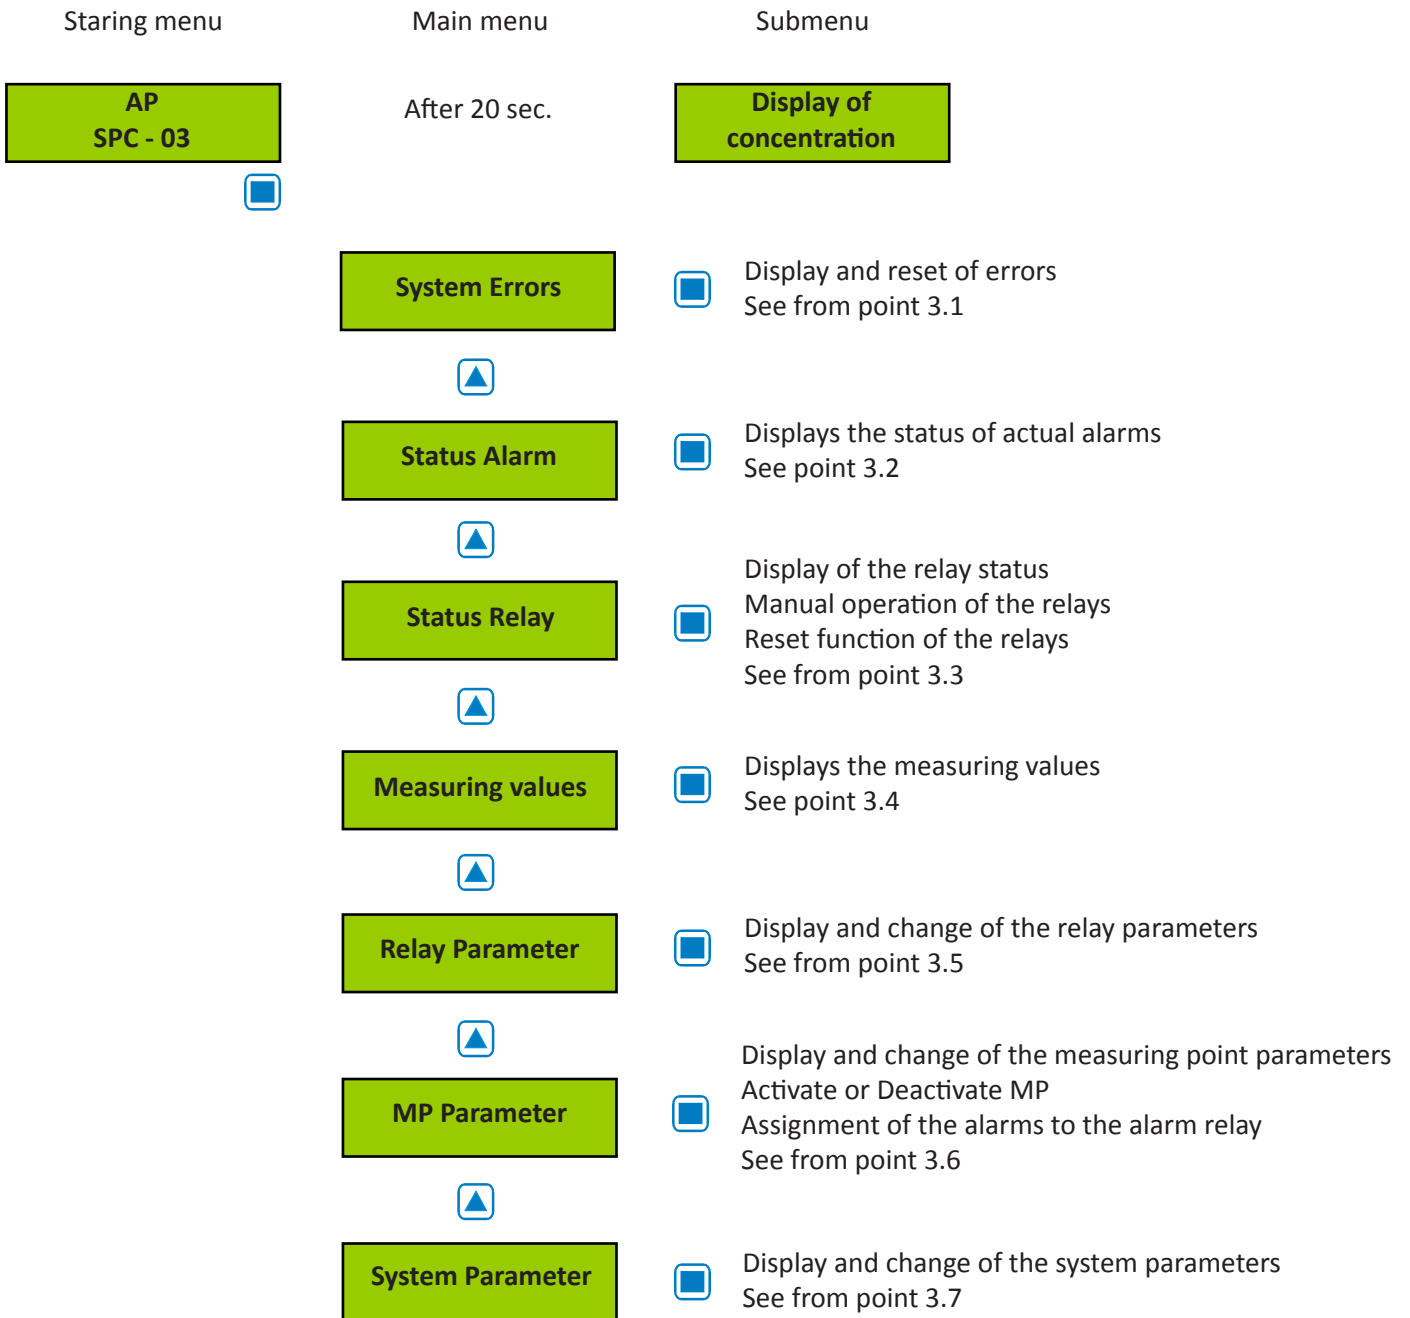 Staring menu
Main menu
Submenu
AP
SPC - 03
After 20 sec.
Display of
concentration
System Errors
Display and reset of errors
See from point 3.1
Status Alarm
Displays the status of actual alarms
See point 3.2
Status Relay
Display of the relay status
Manual operation of the relays
Reset function of the relays
See from point 3.3
Measuring values
Displays the measuring values
See point 3.4
Relay Parameter
Display and change of the relay parameters
See from point 3.5
MP Parameter
Display and change of the measuring point parameters
Activate or Deactivate MP
Assignment of the alarms to the alarm relay
See from point 3.6
System Parameter
Display and change of the system parameters
See from point 3.7